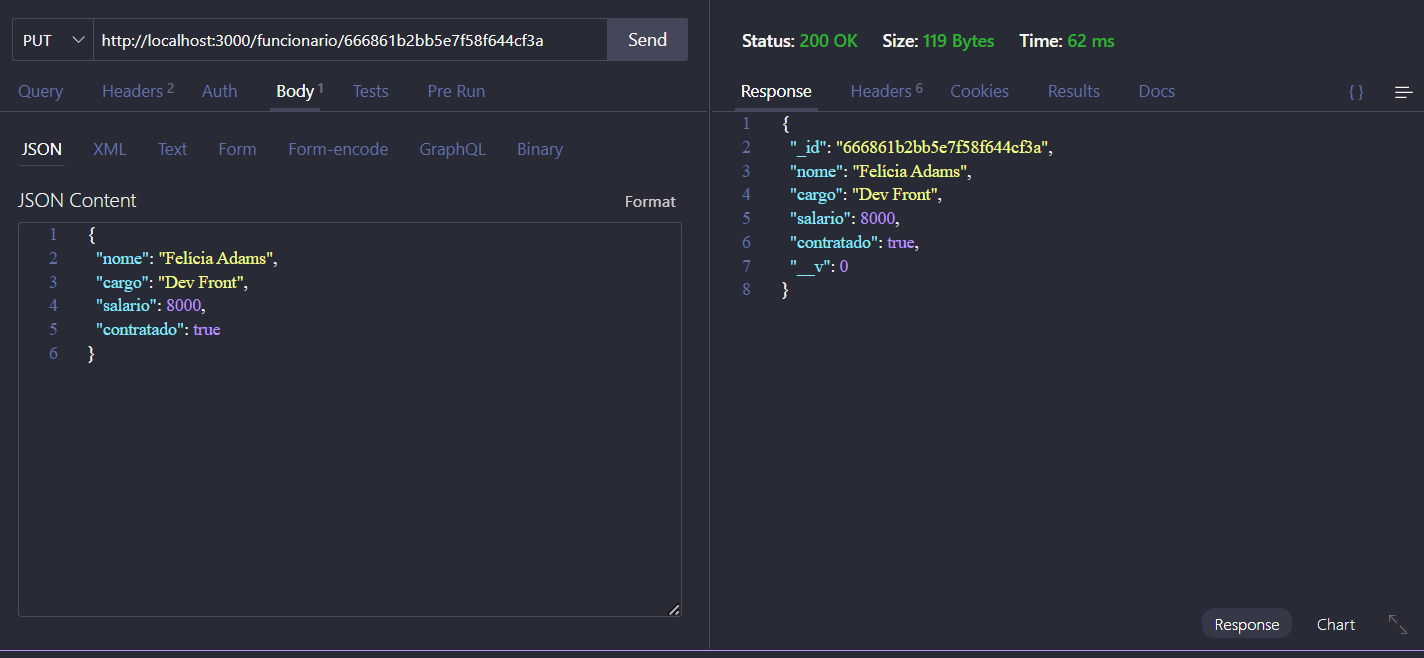 PUT http://localhost:3000/funcionario/666861b2bb5e7f58f644cf3a Send
Query Headers 2 Auth Body 1 Tests Pre Run
JSON XML Text Form Form-encode GraphQL Binary
JSON Content Format
1 {
2 "nome": "Felícia Adams",
3 "cargo": "Dev Front",
4 "salario": 8000,
5 "contratado": true
6 }
Status: 200 OK Size: 119 Bytes Time: 62 ms
Response Headers 6 Cookies Results Docs { }
1 {
2 "_id": "666861b2bb5e7f58f644cf3a",
3 "nome": "Felícia Adams",
4 "cargo": "Dev Front",
5 "salario": 8000,
6 "contratado": true,
7 "__v": 0
8 }
Response Chart